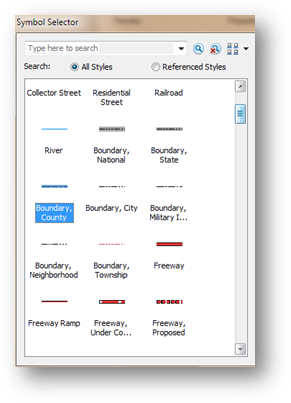 Symbol Selector
Type here to search
Search: All Styles Referenced Styles
Collector Street Residential Street Railroad
River Boundary, National Boundary, State
Boundary, County Boundary, City Boundary, Military I...
Boundary, Neighborhood Boundary, Township Freeway
Freeway Ramp Freeway, Under Co... Freeway, Proposed